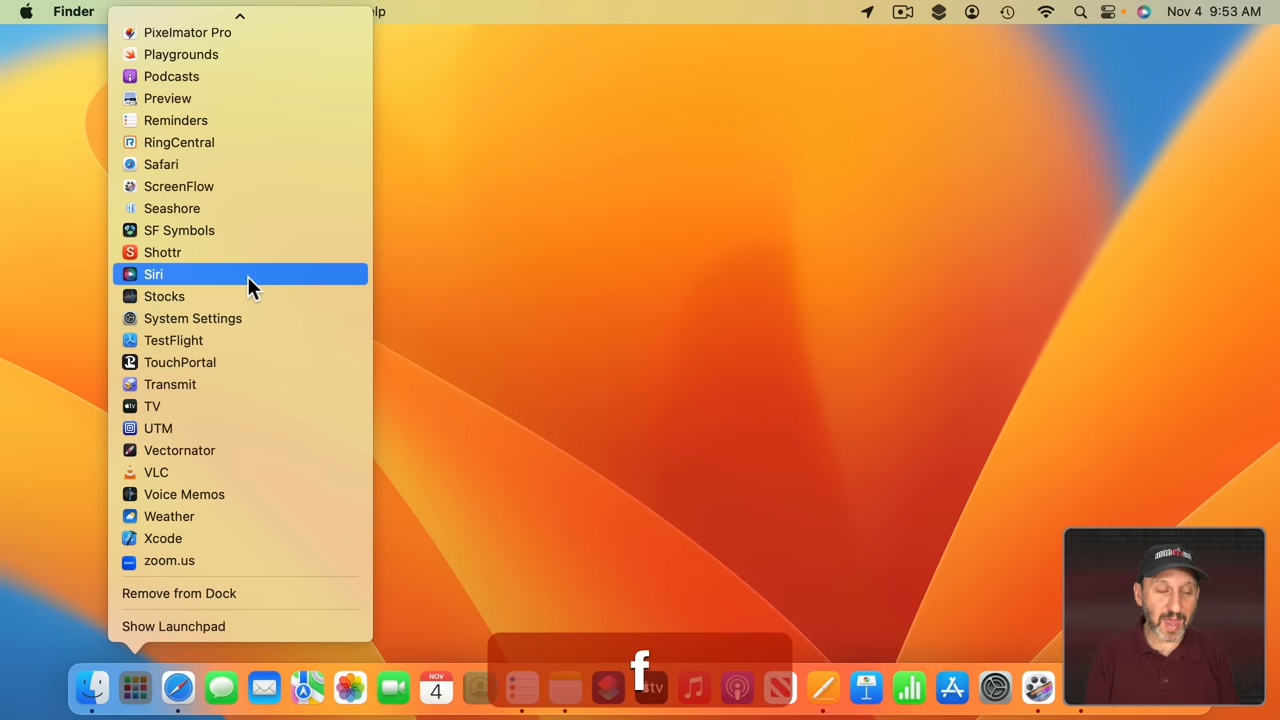 Finder
elp
Nov 4 9:53 AM
Pixelmator Pro
Playgrounds
Podcasts
Preview
Reminders
RingCentral
Safari
ScreenFlow
Seashore
SF Symbols
Shottr
Siri
Stocks
System Settings
TestFlight
TouchPortal
Transmit
TV
UTM
Vectornator
VLC
Voice Memos
Weather
Xcode
zoom.us
Remove from Dock
Show Launchpad
f
NOV
4
tv